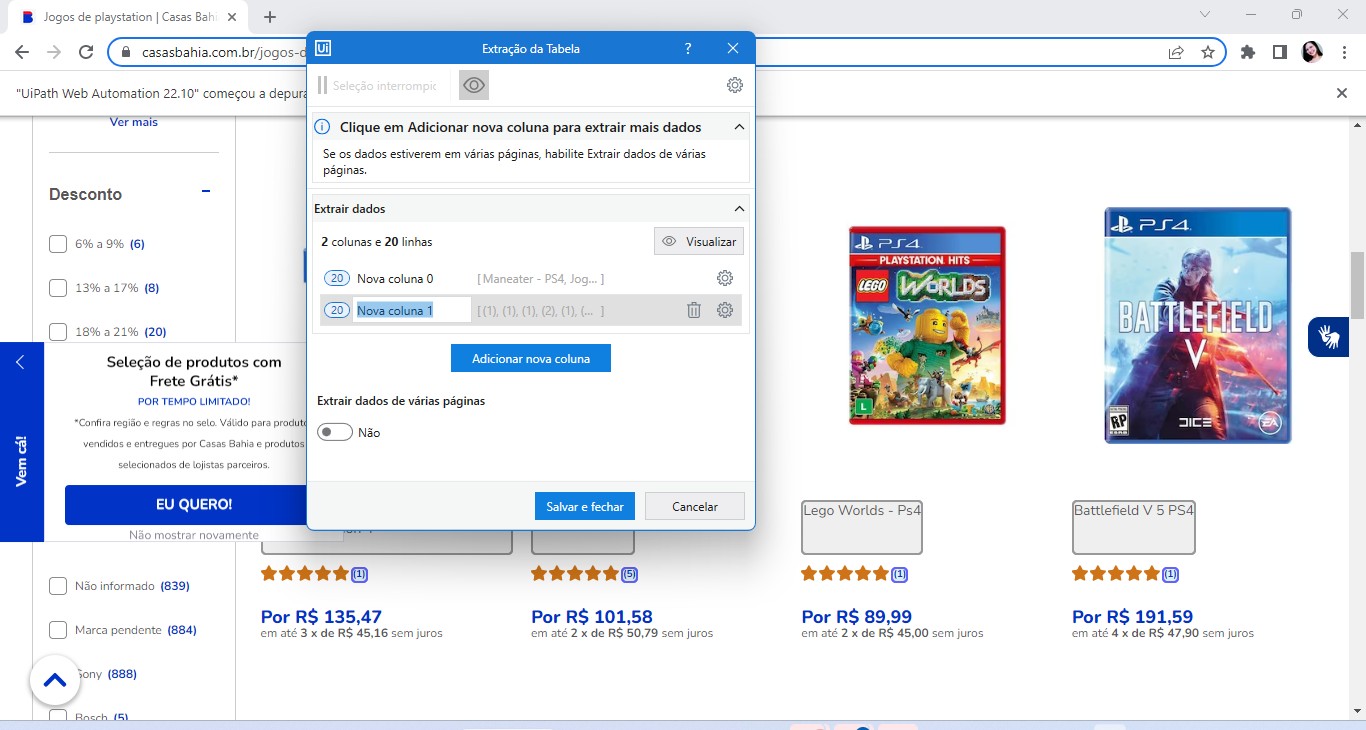 Jogos de playstation | Casas Bahi
casasbahia.com.br/jogos-d
"UiPath Web Automation 22.10" começou a depura
Ui
Extração da Tabela
?
Seleção interrompic
Clique em Adicionar nova coluna para extrair mais dados
Se os dados estiverem em várias páginas, habilite Extrair dados de várias
páginas.
Extrair dados
2 colunas e 20 linhas
Visualizar
20 Nova coluna 0 [ Maneater - PS4, Jog... ]
20 Nova coluna 1 [ (1), (1), (1), (2), (1), (... ]
Adicionar nova coluna
Extrair dados de várias páginas
Não
Salvar e fechar
Cancelar
Ver mais
Desconto
6% a 9% (6)
13% a 17% (8)
18% a 21% (20)
Vem cá!
Seleção de produtos com
Frete Grátis*
POR TEMPO LIMITADO!
*Confira região e regras no selo. Válido para produto
vendidos e entregues por Casas Bahia e produtos
selecionados de lojistas parceiros.
EU QUERO!
Não mostrar novamente
Não informado (839)
Marca pendente (884)
Sony (888)
Bosch (5)
PS4
PLAYSTATION HITS
LEGO WORLDS
L
PS4
BATTLEFIELD
V
RP
DICE
EA
Lego Worlds - Ps4
Battlefield V 5 PS4
(1)
(5)
(1)
(1)
Por R$ 135,47
em até 3 x de R$ 45,16 sem juros
Por R$ 101,58
em até 2 x de R$ 50,79 sem juros
Por R$ 89,99
em até 2 x de R$ 45,00 sem juros
Por R$ 191,59
em até 4 x de R$ 47,90 sem juros